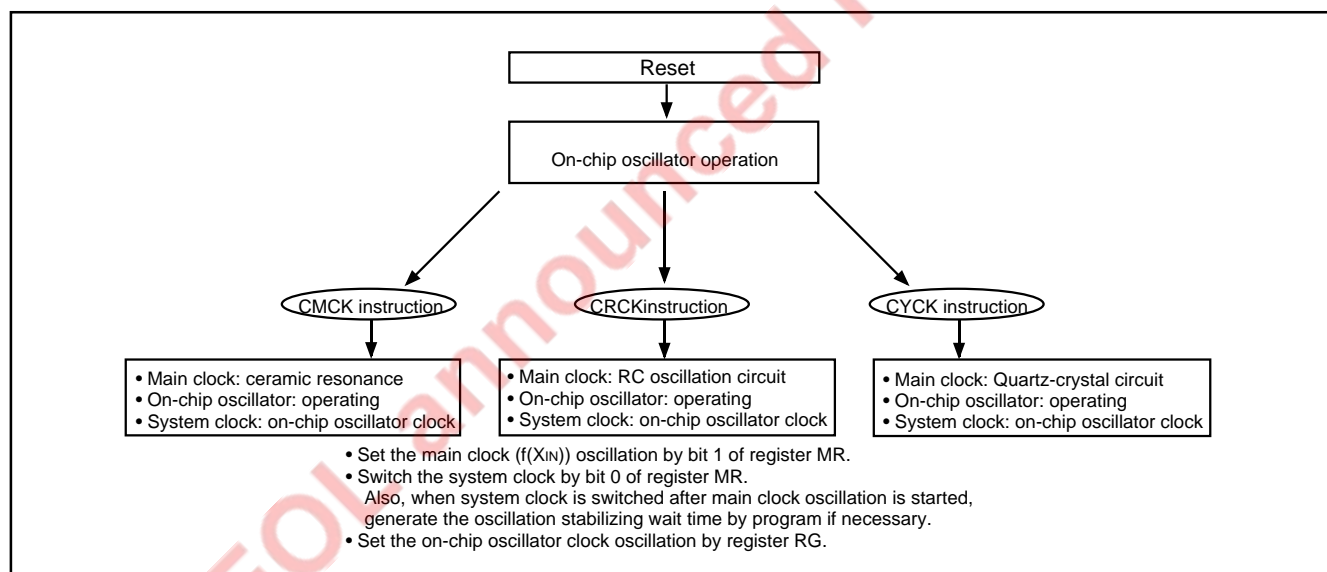 Reset
On-chip oscillator operation
CMCK instruction
CRCKinstruction
CYCK instruction
• Main clock: ceramic resonance
• On-chip oscillator: operating
• System clock: on-chip oscillator clock
• Main clock: RC oscillation circuit
• On-chip oscillator: operating
• System clock: on-chip oscillator clock
• Main clock: Quartz-crystal circuit
• On-chip oscillator: operating
• System clock: on-chip oscillator clock
• Set the main clock (f(XIN)) oscillation by bit 1 of register MR.
• Switch the system clock by bit 0 of register MR.
Also, when system clock is switched after main clock oscillation is started,
generate the oscillation stabilizing wait time by program if necessary.
• Set the on-chip oscillator clock oscillation by register RG.
EOL announced